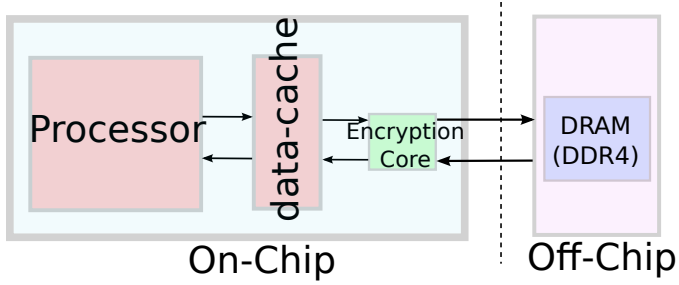 Processor
data-cache
Encryption
Core
DRAM
(DDR4)
On-Chip
Off-Chip